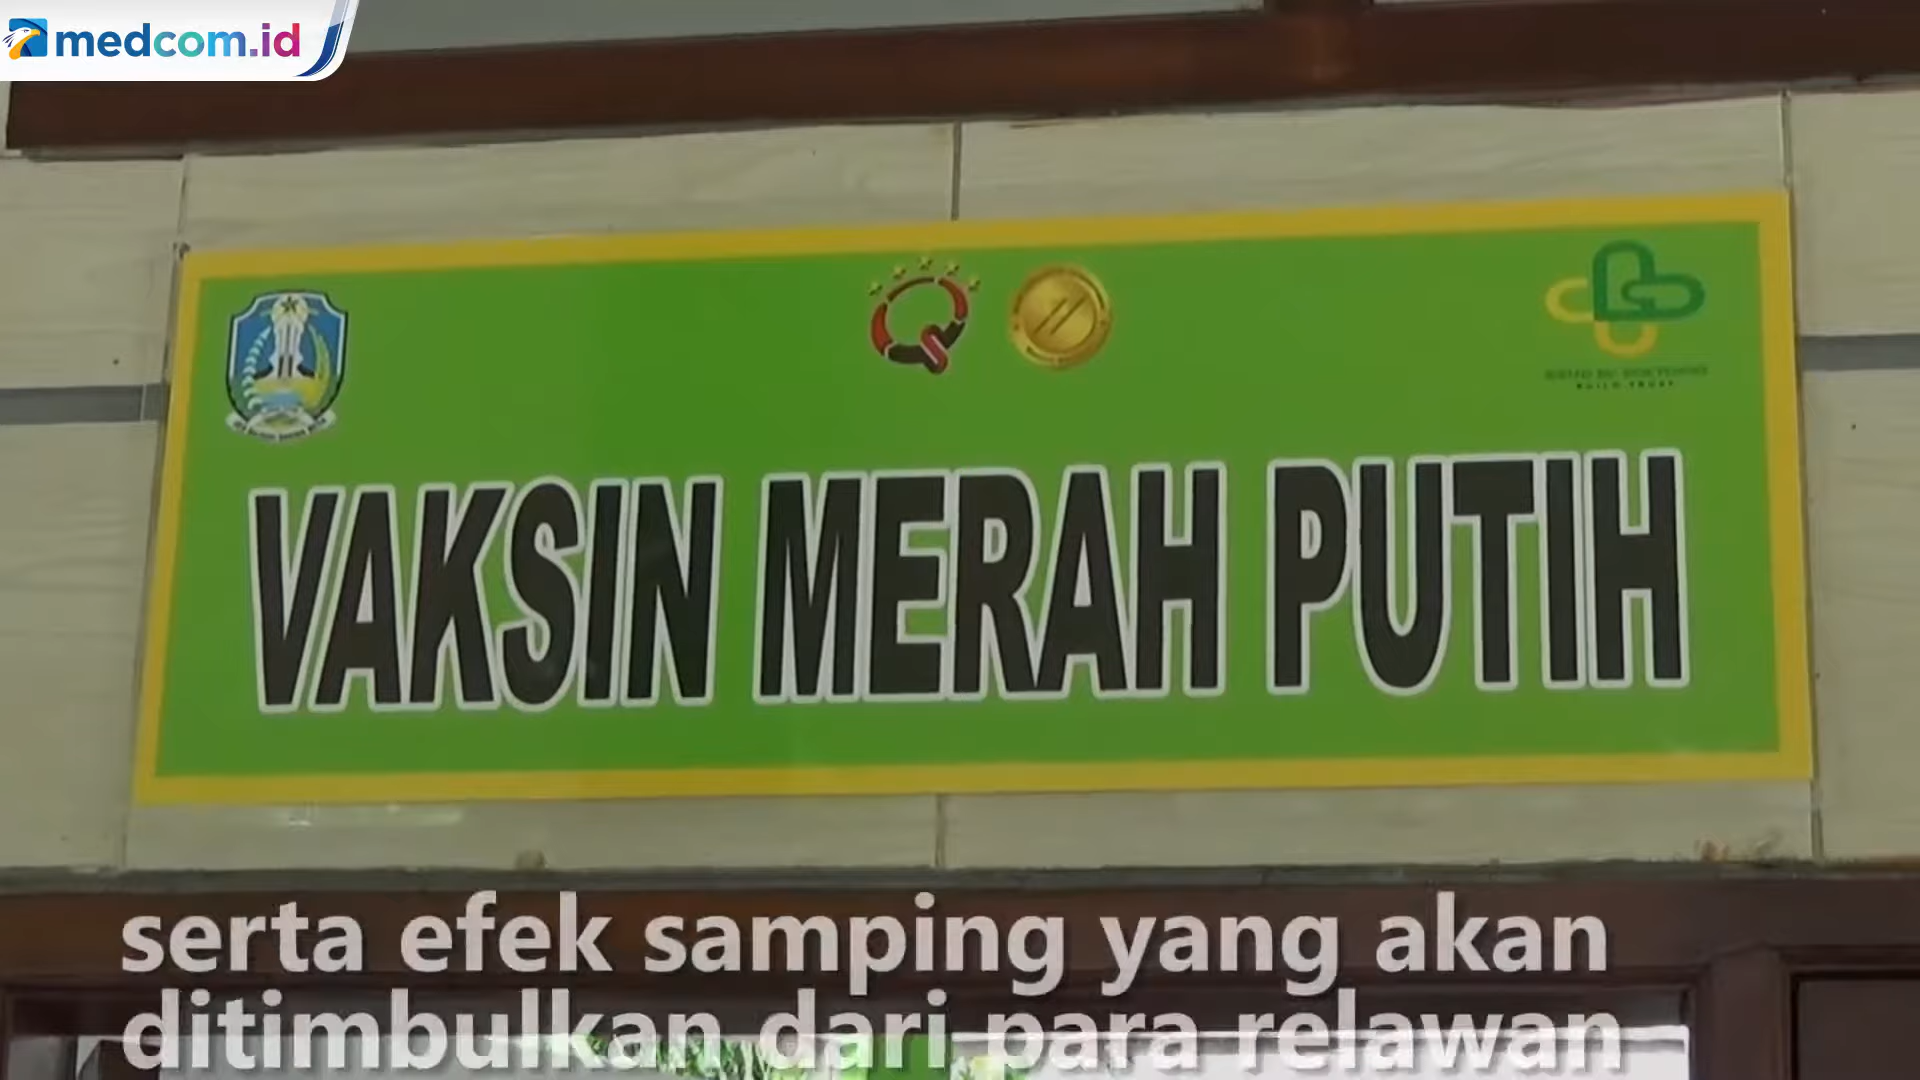 medcom.id
VAKSIN MERAH PUTIH
serta efek samping yang akan
ditimbulkan dari para relawan